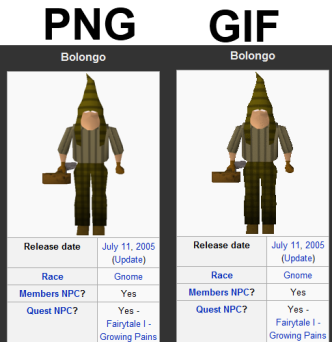 PNG GIF
Bolongo Bolongo
Release date July 11, 2005 (Update)
Race Gnome
Members NPC? Yes
Quest NPC? Yes -
Fairytale I -
Growing Pains
Release date July 11, 2005 (Update)
Race Gnome
Members NPC? Yes
Quest NPC? Yes -
Fairytale I -
Growing Pains